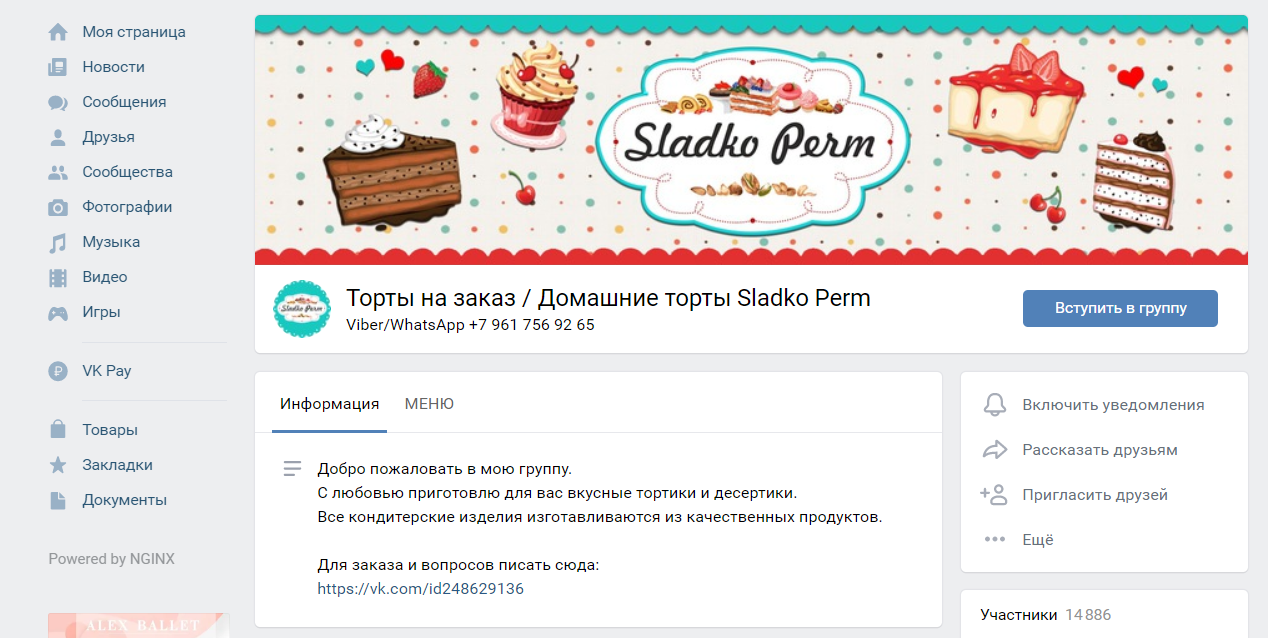 Моя страница
Новости
Сообщения
Друзья
Сообщества
Фотографии
Музыка
Видео
Игры
VK Pay
Товары
Закладки
Документы
Powered by NGINX
ALEX BALLET
Sladko Perm
Sladko Perm
Торты на заказ / Домашние торты Sladko Perm
Viber/WhatsApp +7 961 756 92 65
Вступить в группу
Информация МЕНЮ
Добро пожаловать в мою группу.
С любовью приготовлю для вас вкусные тортики и десертики.
Все кондитерские изделия изготавливаются из качественных продуктов.
Для заказа и вопросов писать сюда:
https://vk.com/id248629136
Включить уведомления
Рассказать друзьям
Пригласить друзей
Ещё
Участники 14 886